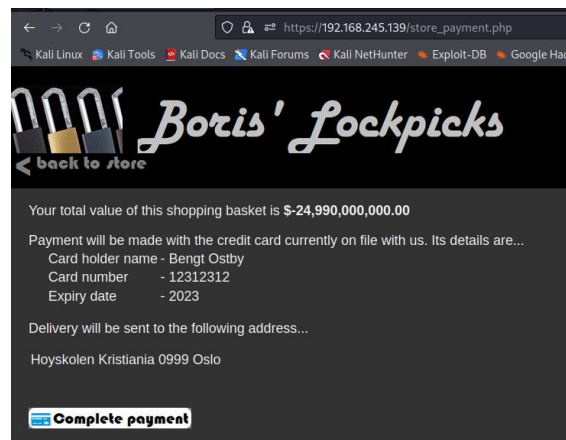 https://192.168.245.139/store_payment.php
Kali Linux Kali Tools Kali Docs Kali Forums Kali NetHunter Exploit-DB Google Hac
Boris' Lockpicks
< back to store
Your total value of this shopping basket is $-24,990,000,000.00
Payment will be made with the credit card currently on file with us. Its details are...
Card holder name - Bengt Ostby
Card number - 12312312
Expiry date - 2023
Delivery will be sent to the following address...
Hoyskolen Kristiania 0999 Oslo
Complete payment